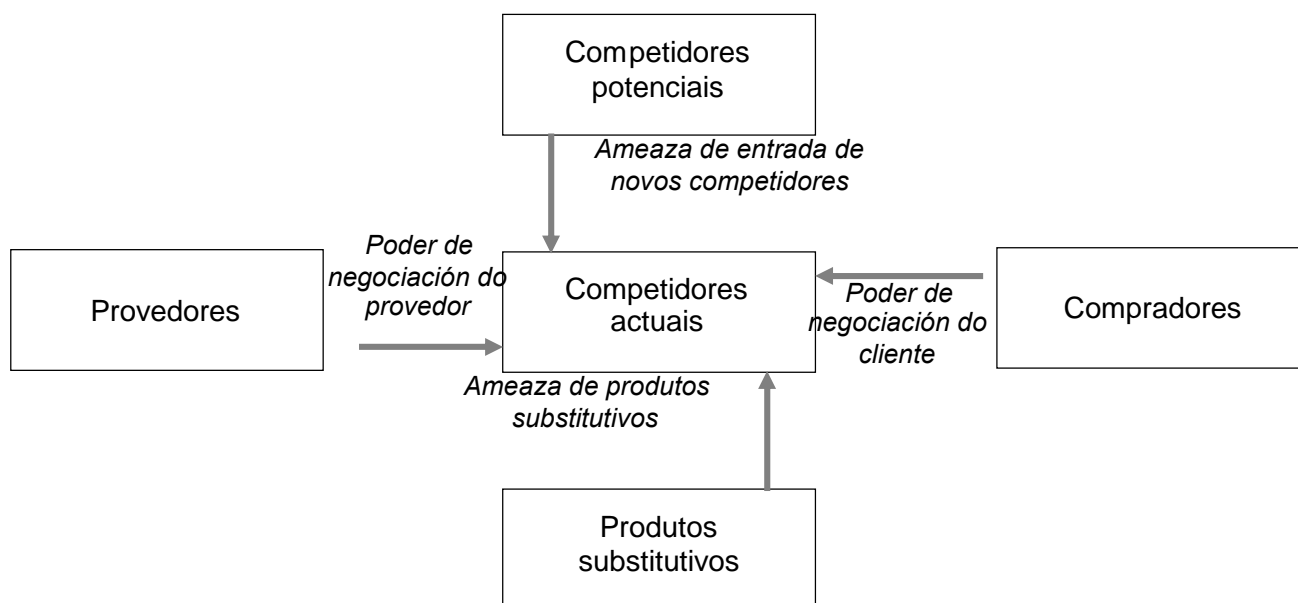 Competidores
potenciais
Ameaza de entrada de
novos competidores
Poder de
negociación do
provedor
Provedores
Competidores
actuais
Poder de
negociación do
cliente
Compradores
Ameaza de produtos
substitutivos
Produtos
substitutivos